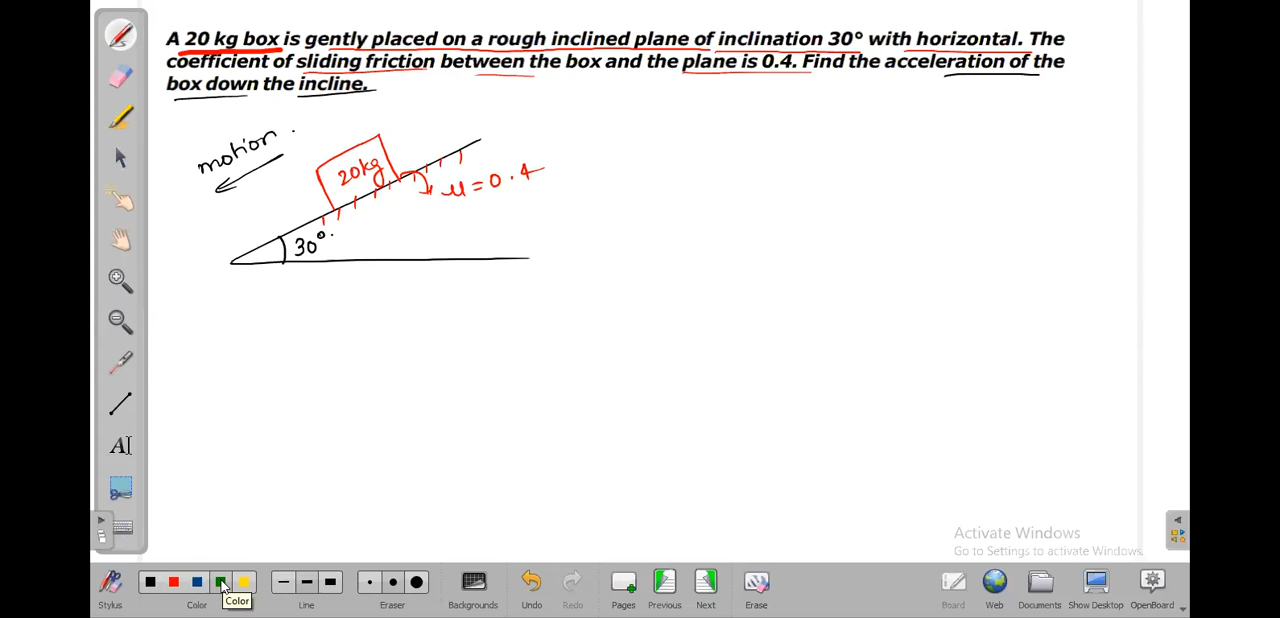 A 20 kg box is gently placed on a rough inclined plane of inclination 30° with horizontal. The
coefficient of sliding friction between the box and the plane is 0.4. Find the acceleration of the
box down the incline.
motion.
20kg
μ = 0.4
30°
A
Activate Windows
Go to Settings to activate Windows.
Color
Stylus
Color
Line
Eraser
Backgrounds
Undo
Redo
Pages
Previous
Next
Erase
Board
Web
Documents
Show Desktop
OpenBoard